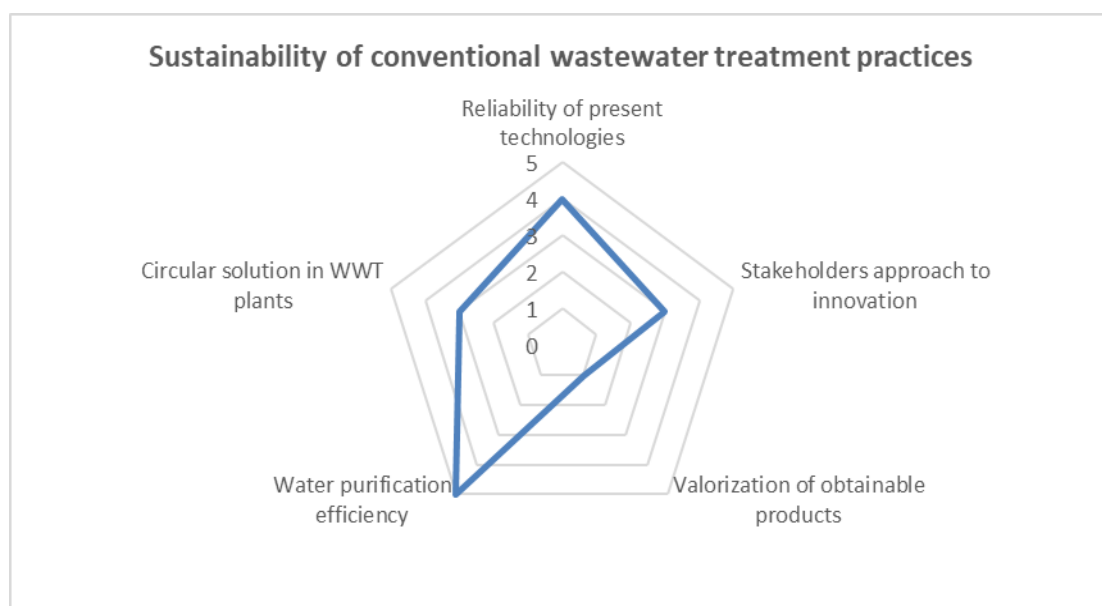 Sustainability of conventional wastewater treatment practices
Reliability of present
technologies
5
4
3
2
1
0
Circular solution in WWT
plants
Stakeholders approach to
innovation
Water purification
efficiency
Valorization of obtainable
products